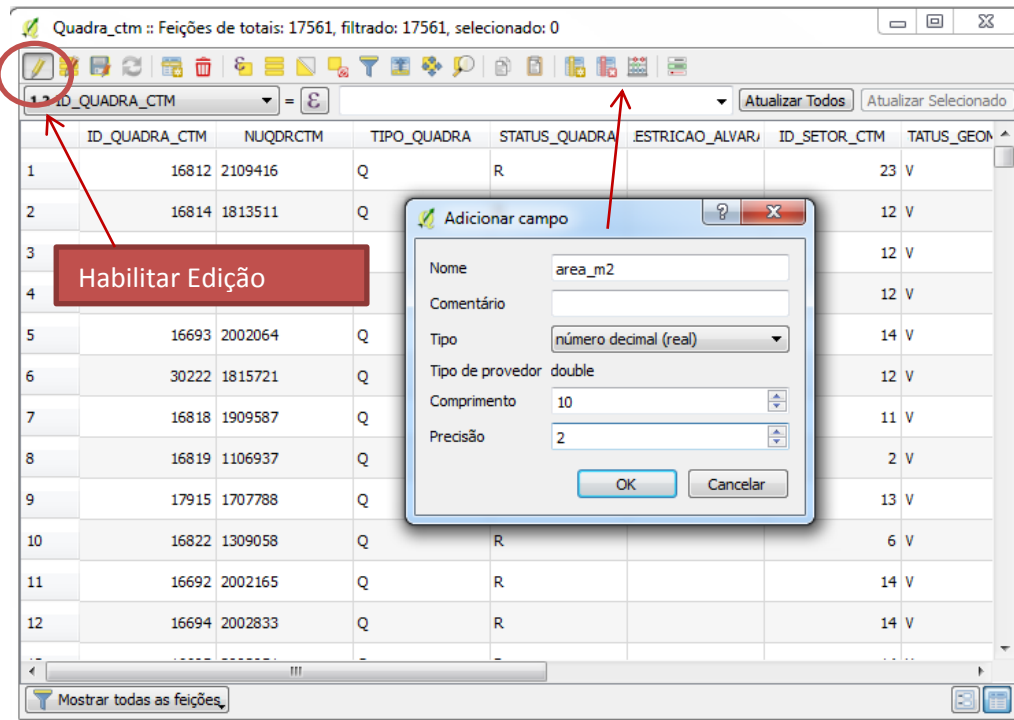 Quadra_ctm :: Feições de totais: 17561, filtrado: 17561, selecionado: 0
1.2 ID_QUADRA_CTM = ε Atualizar Todos Atualizar Selecionado
ID_QUADRA_CTM NUQDRCTM TIPO_QUADRA STATUS_QUADRA .ESTRICAO_ALVAR/ ID_SETOR_CTM TATUS_GEOM
1 16812 2109416 Q R 23 V
2 16814 1813511 Q 12 V
3 12 V
4 12 V
5 16693 2002064 Q 14 V
6 30222 1815721 Q 12 V
7 16818 1909587 Q 11 V
8 16819 1106937 Q 2 V
9 17915 1707788 Q 13 V
10 16822 1309058 Q R 6 V
11 16692 2002165 Q R 14 V
12 16694 2002833 Q R 14 V
Habilitar Edição
Adicionar campo
Nome area_m2
Comentário
Tipo número decimal (real)
Tipo de provedor double
Comprimento 10
Precisão 2
OK Cancelar
Mostrar todas as feições